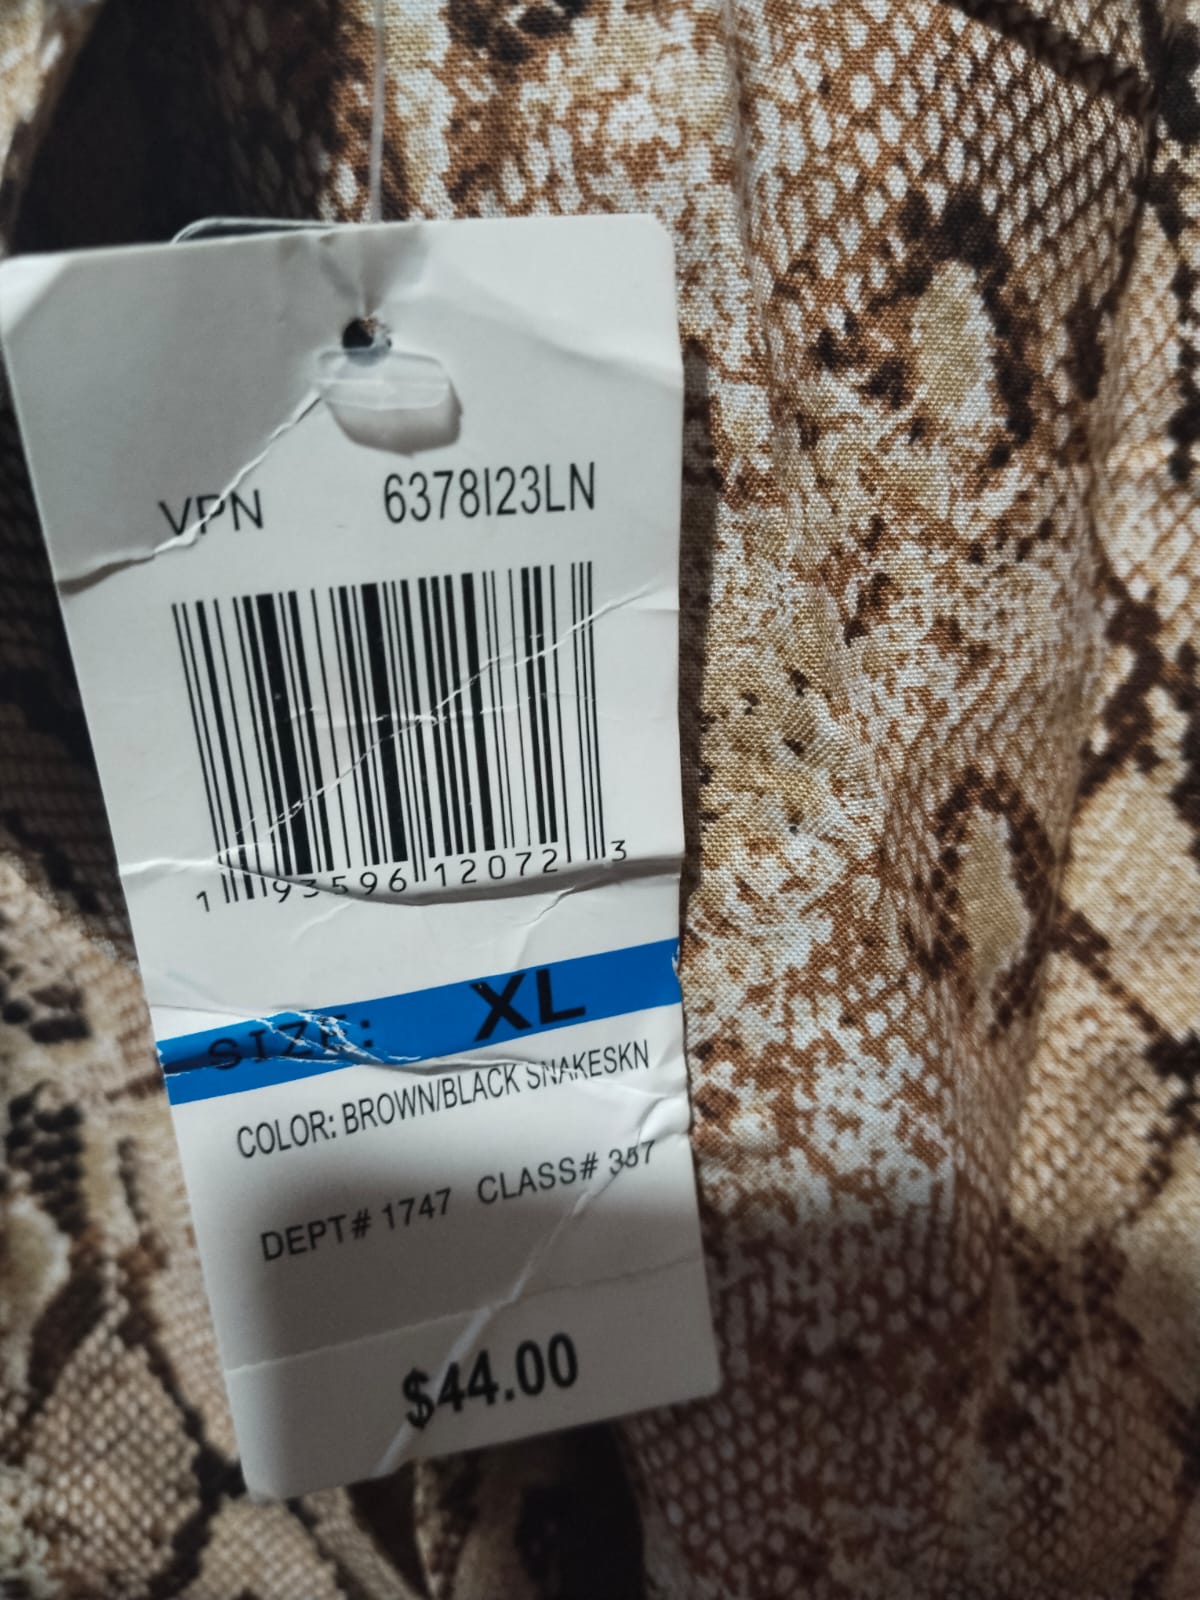 VPN 6378I23LN
1 93596 12072 3
SIZE: XL
COLOR: BROWN/BLACK SNAKESKN
DEPT# 1747 CLASS# 357
$44.00